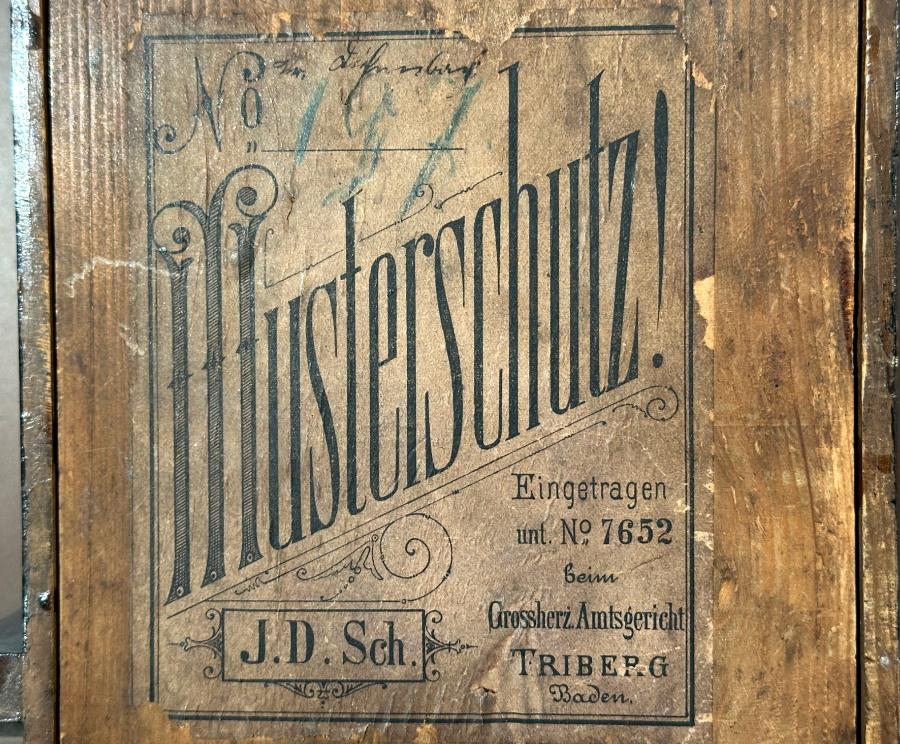 No
197
Musterschutz!
Eingetragen
unt. No 7652
beim
Grossherz. Amtsgericht
TRIBERG
Baden.
J.D. Sch.